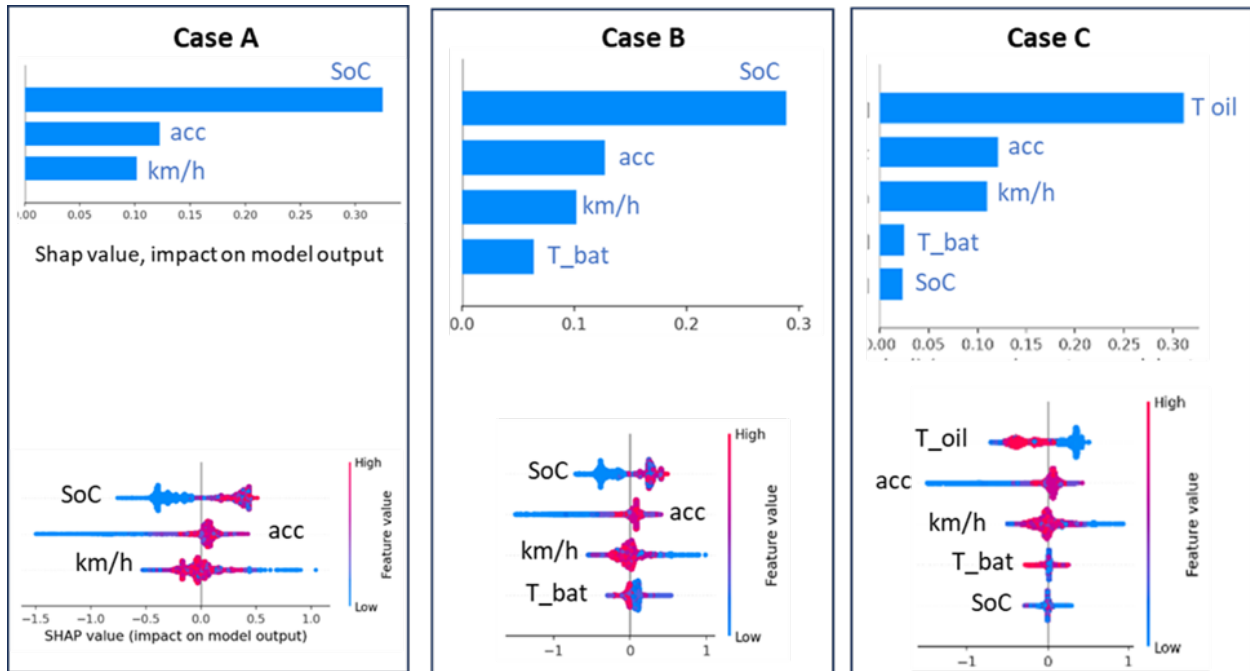 Case A
SoC
acc
km/h
0.00 0.05 0.10 0.15 0.20 0.25 0.30
Shap value, impact on model output
High
SoC
acc
km/h
Feature value
Low
−1.5 −1.0 −0.5 0.0 0.5 1.0
SHAP value (impact on model output)
Case B
SoC
acc
km/h
T_bat
0.0 0.1 0.2 0.3
High
SoC
acc
km/h
T_bat
Feature value
Low
−1 0 1
Case C
T oil
acc
km/h
T_bat
SoC
0.00 0.05 0.10 0.15 0.20 0.25 0.30
High
T_oil
acc
km/h
T_bat
SoC
Feature value
Low
−1 0 1